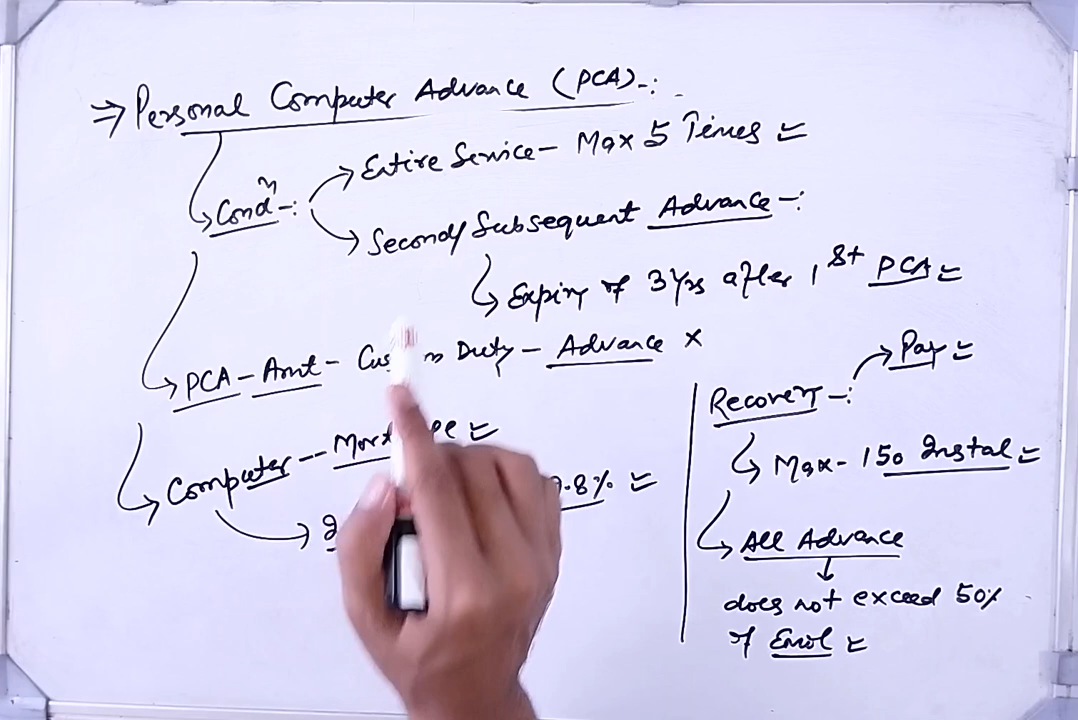 ⇒ Personal Computer Advance (PCA)-:
Condn-:
Entire Service - Max 5 Times
Second/Subsequent Advance-:
Expiry of 3 Yrs after 1st PCA
PCA - Amt - Duty - Advance ×
Computer --
.8%
Recovery-: Pay
Max - 150 Instal
All Advance
↓
does not exceed 50%
of Emol